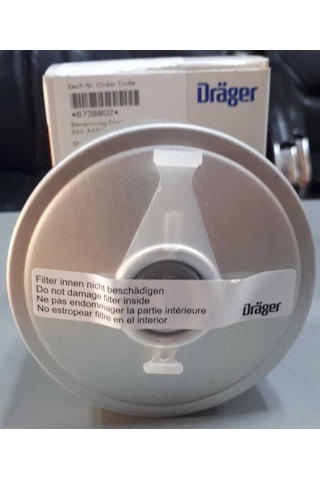 Sach-Nr./Order Code
Dräger
*6738802*
Filter innen nicht beschädigen
Do not damage filter inside
Ne pas endommager la partie intérieure
No estropear filtre en el interior
Dräger